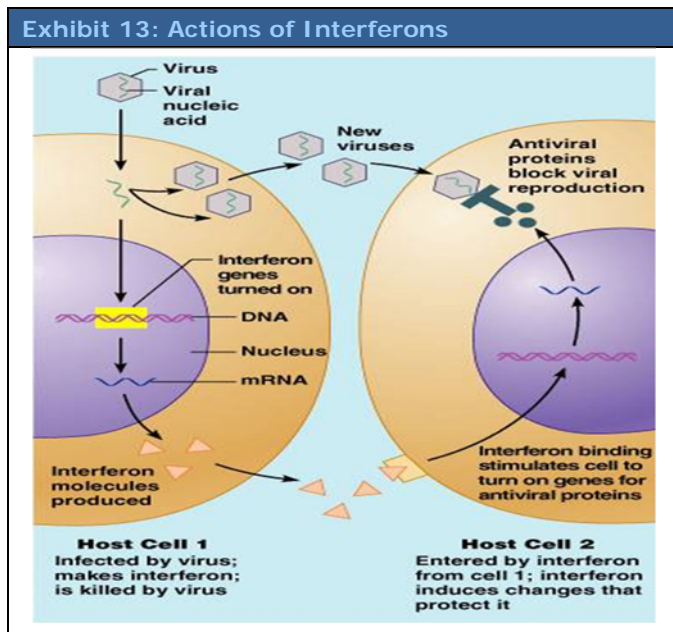 Exhibit 13: Actions of Interferons
Virus
Viral
nucleic
acid
New
viruses
Antiviral
proteins
block viral
reproduction
Interferon
genes
turned on
DNA
Nucleus
mRNA
Interferon
molecules
produced
Interferon binding
stimulates cell to
turn on genes for
antiviral proteins
Host Cell 1
Infected by virus;
makes interferon;
is killed by virus
Host Cell 2
Entered by interferon
from cell 1; interferon
induces changes that
protect it